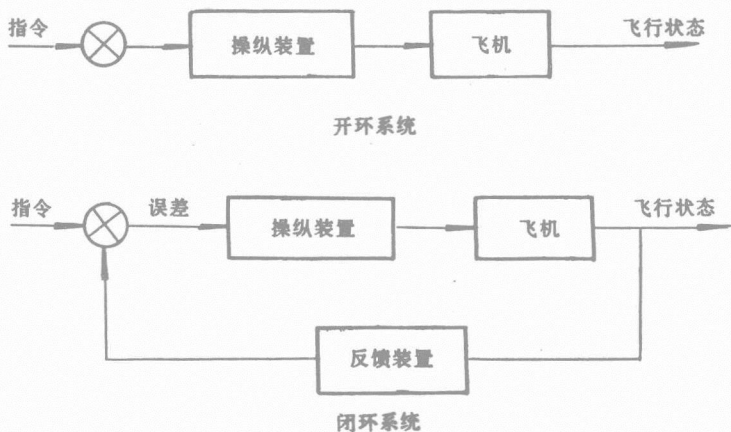 指令 操纵装置 飞机 飞行状态
开环系统
指令 误差 操纵装置 飞机 飞行状态
反馈装置
闭环系统